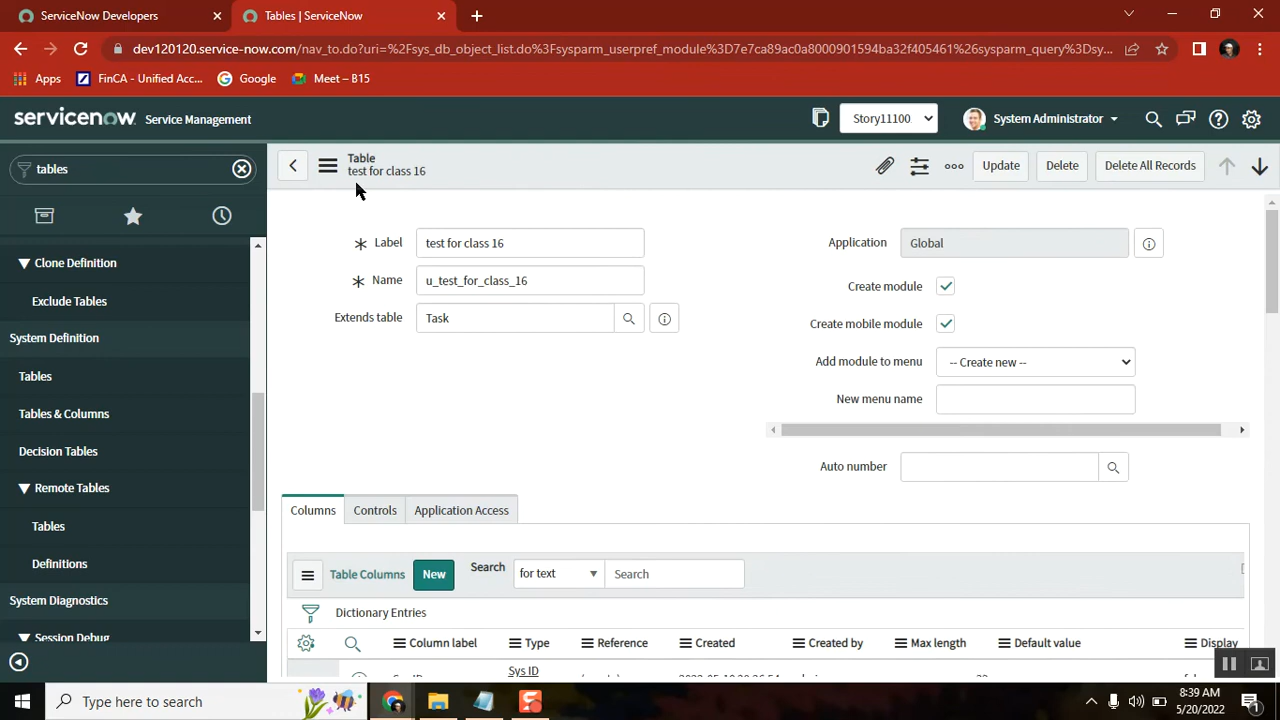 ServiceNow Developers
Tables | ServiceNow
dev120120.service-now.com/nav_to.do?uri=%2Fsys_db_object_list.do%3Fsysparm_userpref_module%3D7e7ca89ac0a8000901594ba32f405461%26sysparm_query%3Dsy...
Apps
FinCA - Unified Acc...
Google
Meet – B15
servicenow
Service Management
Story11100
System Administrator
tables
Table
test for class 16
Update
Delete
Delete All Records
Clone Definition
Exclude Tables
System Definition
Tables
Tables & Columns
Decision Tables
Remote Tables
Tables
Definitions
System Diagnostics
Session Debug
Label
test for class 16
Name
u_test_for_class_16
Extends table
Task
Application
Global
Create module
Create mobile module
Add module to menu
-- Create new --
New menu name
Auto number
Columns
Controls
Application Access
Table Columns
New
Search
for text
Search
Dictionary Entries
Column label
Type
Reference
Created
Created by
Max length
Default value
Display
Sys ID
Type here to search
8:39 AM
5/20/2022